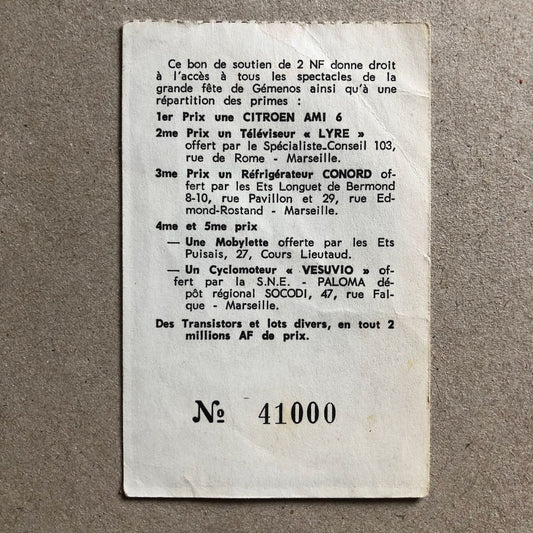 Ce bon de soutien de 2 NF donne droit
à l'accès à tous les spectacles de la
grande fête de Gémenos ainsi qu'à une
répartition des primes :
1er Prix une CITROEN AMI 6
2me Prix un Téléviseur « LYRE »
offert par le Spécialiste-Conseil 103,
rue de Rome - Marseille.
3me Prix un Réfrigérateur CONORD of-
fert par les Ets Longuet de Bermond
8-10, rue Pavillon et 29, rue Ed-
mond-Rostand - Marseille.
4me et 5me prix
— Une Mobylette offerte par les Ets
Puisais, 27, Cours Lieutaud.
— Un Cyclomoteur « VESUVIO » of-
fert par la S.N.E. - PALOMA dé-
pôt régional SOCODI, 47, rue Fal-
que - Marseille.
Des Transistors et lots divers, en tout 2
millions AF de prix.
№ 41000